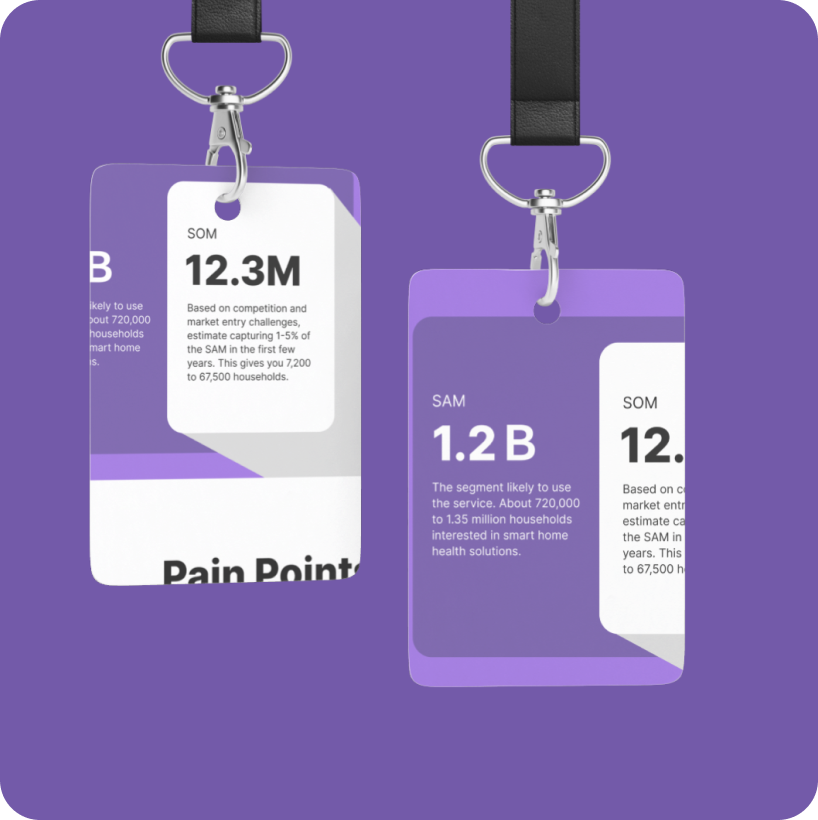 B
SOM
12.3M
likely to use
about 720,000
households
smart home
s.
Based on competition and
market entry challenges,
estimate capturing 1-5% of
the SAM in the first few
years. This gives you 7,200
to 67,500 households.
Pain Points
SAM
1.2 B
The segment likely to use
the service. About 720,000
to 1.35 million households
interested in smart home
health solutions.
SOM
12.
Based on co
market entr
estimate ca
the SAM in
years. This
to 67,500 h